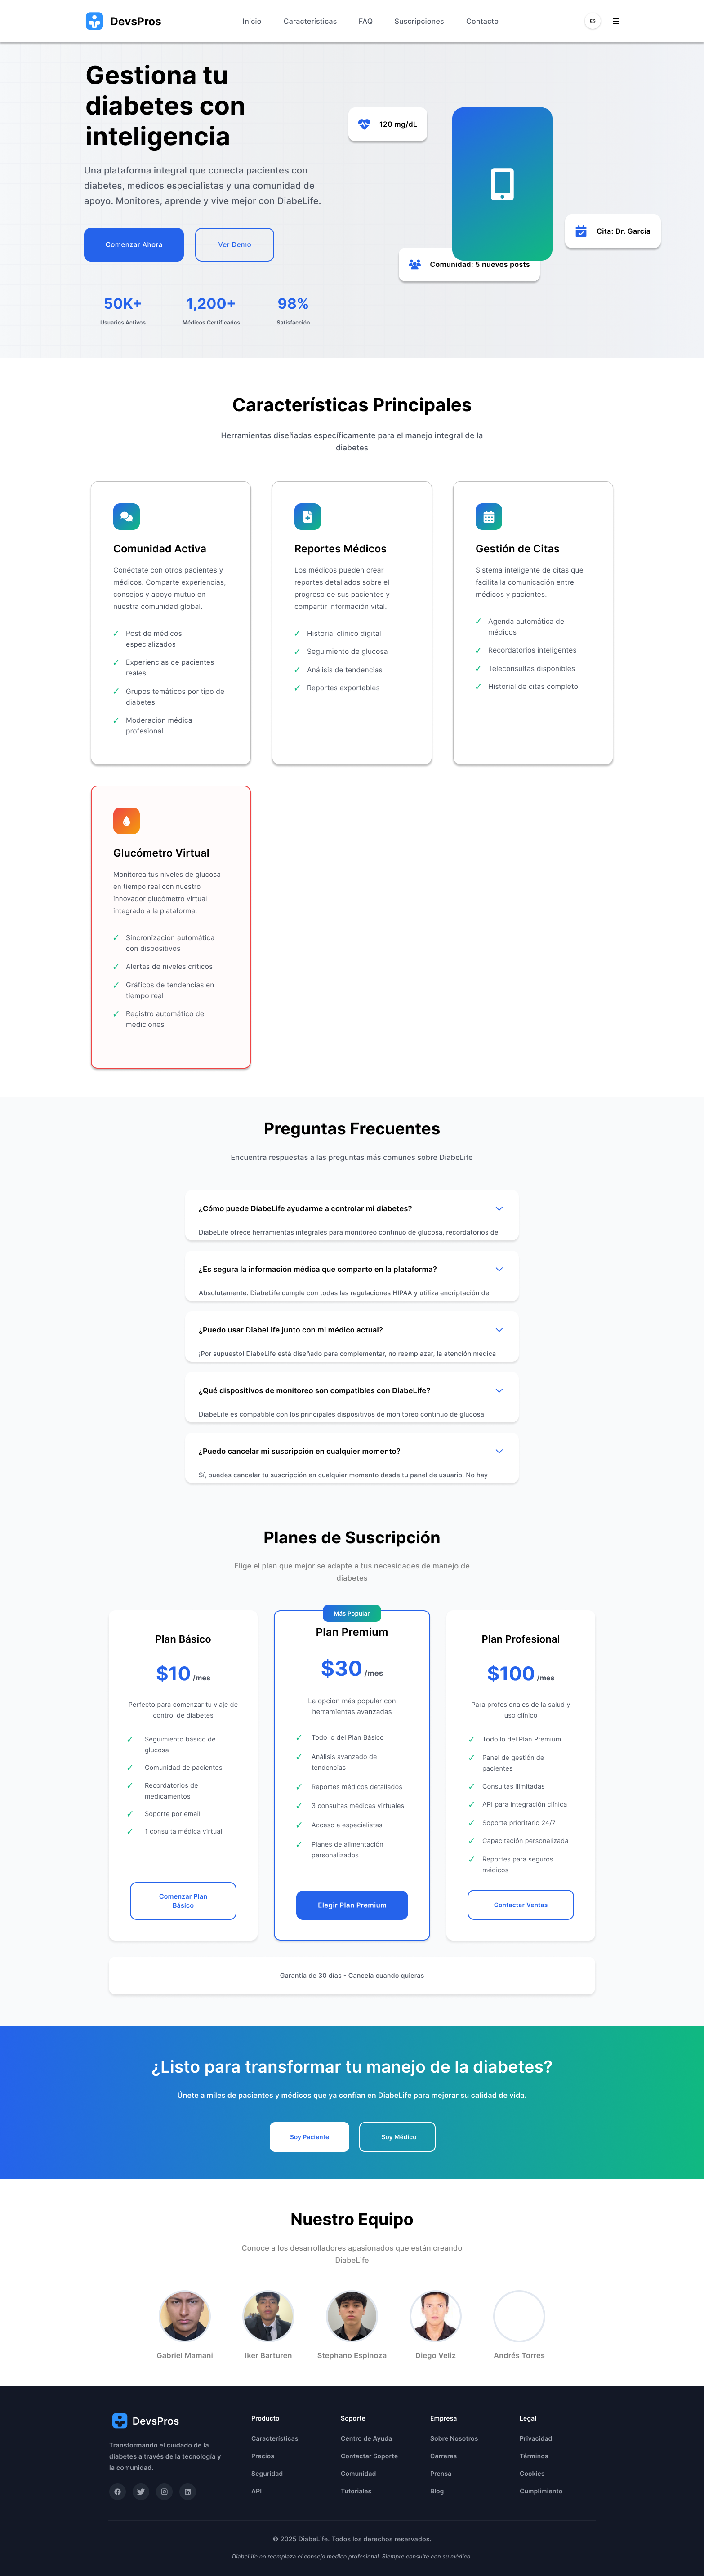 DevsPros
Inicio
Características
FAQ
Suscripciones
Contacto
ES
Gestiona tu
diabetes con
inteligencia
Una plataforma integral que conecta pacientes con
diabetes, médicos especialistas y una comunidad de
apoyo. Monitores, aprende y vive mejor con DiabeLife.
Comenzar Ahora
Ver Demo
50K+
Usuarios Activos
1,200+
Médicos Certificados
98%
Satisfacción
120 mg/dL
Cita: Dr. García
Comunidad: 5 nuevos posts
Características Principales
Herramientas diseñadas específicamente para el manejo integral de la
diabetes
Comunidad Activa
Conéctate con otros pacientes y
médicos. Comparte experiencias,
consejos y apoyo mutuo en
nuestra comunidad global.
✓ Post de médicos
especializados
✓ Experiencias de pacientes
reales
✓ Grupos temáticos por tipo de
diabetes
✓ Moderación médica
profesional
Reportes Médicos
Los médicos pueden crear
reportes detallados sobre el
progreso de sus pacientes y
compartir información vital.
✓ Historial clínico digital
✓ Seguimiento de glucosa
✓ Análisis de tendencias
✓ Reportes exportables
Gestión de Citas
Sistema inteligente de citas que
facilita la comunicación entre
médicos y pacientes.
✓ Agenda automática de
médicos
✓ Recordatorios inteligentes
✓ Teleconsultas disponibles
✓ Historial de citas completo
Glucómetro Virtual
Monitorea tus niveles de glucosa
en tiempo real con nuestro
innovador glucómetro virtual
integrado a la plataforma.
✓ Sincronización automática
con dispositivos
✓ Alertas de niveles críticos
✓ Gráficos de tendencias en
tiempo real
✓ Registro automático de
mediciones
Preguntas Frecuentes
Encuentra respuestas a las preguntas más comunes sobre DiabeLife
¿Cómo puede DiabeLife ayudarme a controlar mi diabetes?
DiabeLife ofrece herramientas integrales para monitoreo continuo de glucosa, recordatorios de
¿Es segura la información médica que comparto en la plataforma?
Absolutamente. DiabeLife cumple con todas las regulaciones HIPAA y utiliza encriptación de
¿Puedo usar DiabeLife junto con mi médico actual?
¡Por supuesto! DiabeLife está diseñado para complementar, no reemplazar, la atención médica
¿Qué dispositivos de monitoreo son compatibles con DiabeLife?
DiabeLife es compatible con los principales dispositivos de monitoreo continuo de glucosa
¿Puedo cancelar mi suscripción en cualquier momento?
Sí, puedes cancelar tu suscripción en cualquier momento desde tu panel de usuario. No hay
Planes de Suscripción
Elige el plan que mejor se adapte a tus necesidades de manejo de
diabetes
Plan Básico
$10 /mes
Perfecto para comenzar tu viaje de
control de diabetes
✓ Seguimiento básico de
glucosa
✓ Comunidad de pacientes
✓ Recordatorios de
medicamentos
✓ Soporte por email
✓ 1 consulta médica virtual
Comenzar Plan
Básico
Más Popular
Plan Premium
$30 /mes
La opción más popular con
herramientas avanzadas
✓ Todo lo del Plan Básico
✓ Análisis avanzado de
tendencias
✓ Reportes médicos detallados
✓ 3 consultas médicas virtuales
✓ Acceso a especialistas
✓ Planes de alimentación
personalizados
Elegir Plan Premium
Plan Profesional
$100 /mes
Para profesionales de la salud y
uso clínico
✓ Todo lo del Plan Premium
✓ Panel de gestión de
pacientes
✓ Consultas ilimitadas
✓ API para integración clínica
✓ Soporte prioritario 24/7
✓ Capacitación personalizada
✓ Reportes para seguros
médicos
Contactar Ventas
Garantía de 30 días - Cancela cuando quieras
¿Listo para transformar tu manejo de la diabetes?
Únete a miles de pacientes y médicos que ya confían en DiabeLife para mejorar su calidad de vida.
Soy Paciente
Soy Médico
Nuestro Equipo
Conoce a los desarrolladores apasionados que están creando
DiabeLife
Gabriel Mamani
Iker Barturen
Stephano Espinoza
Diego Veliz
Andrés Torres
DevsPros
Transformando el cuidado de la
diabetes a través de la tecnología y
la comunidad.
Producto
Características
Precios
Seguridad
API
Soporte
Centro de Ayuda
Contactar Soporte
Comunidad
Tutoriales
Empresa
Sobre Nosotros
Carreras
Prensa
Blog
Legal
Privacidad
Términos
Cookies
Cumplimiento
© 2025 DiabeLife. Todos los derechos reservados.
DiabeLife no reemplaza el consejo médico profesional. Siempre consulte con su médico.